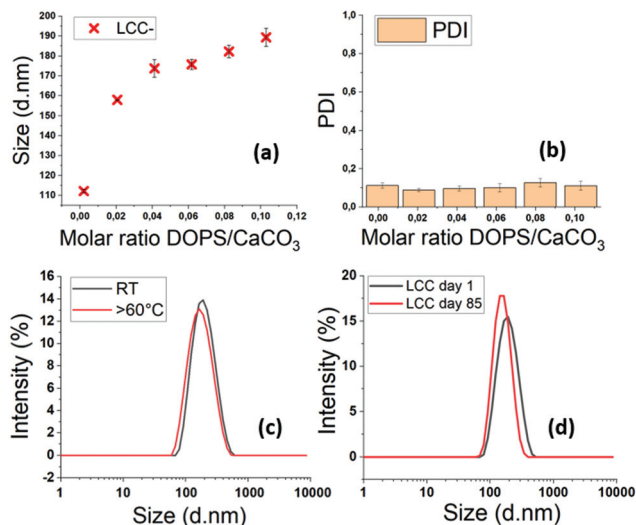 190
180
170
160
150
140
130
120
110
Size (d.nm)
LCC-
(a)
0,00 0,02 0,04 0,06 0,08 0,10 0,12
Molar ratio DOPS/CaCO₃
1,0
0,8
0,6
0,4
0,2
0,0
PDI
PDI
(b)
0,00 0,02 0,04 0,06 0,08 0,10
Molar ratio DOPS/CaCO₃
16
14
12
10
8
6
4
2
0
-2
Intensity (%)
RT
>60°C
(c)
1 10 100 1000 10000
Size (d.nm)
20
15
10
5
0
Intensity (%)
LCC day 1
LCC day 85
(d)
1 10 100 1000 10000
Size (d.nm)